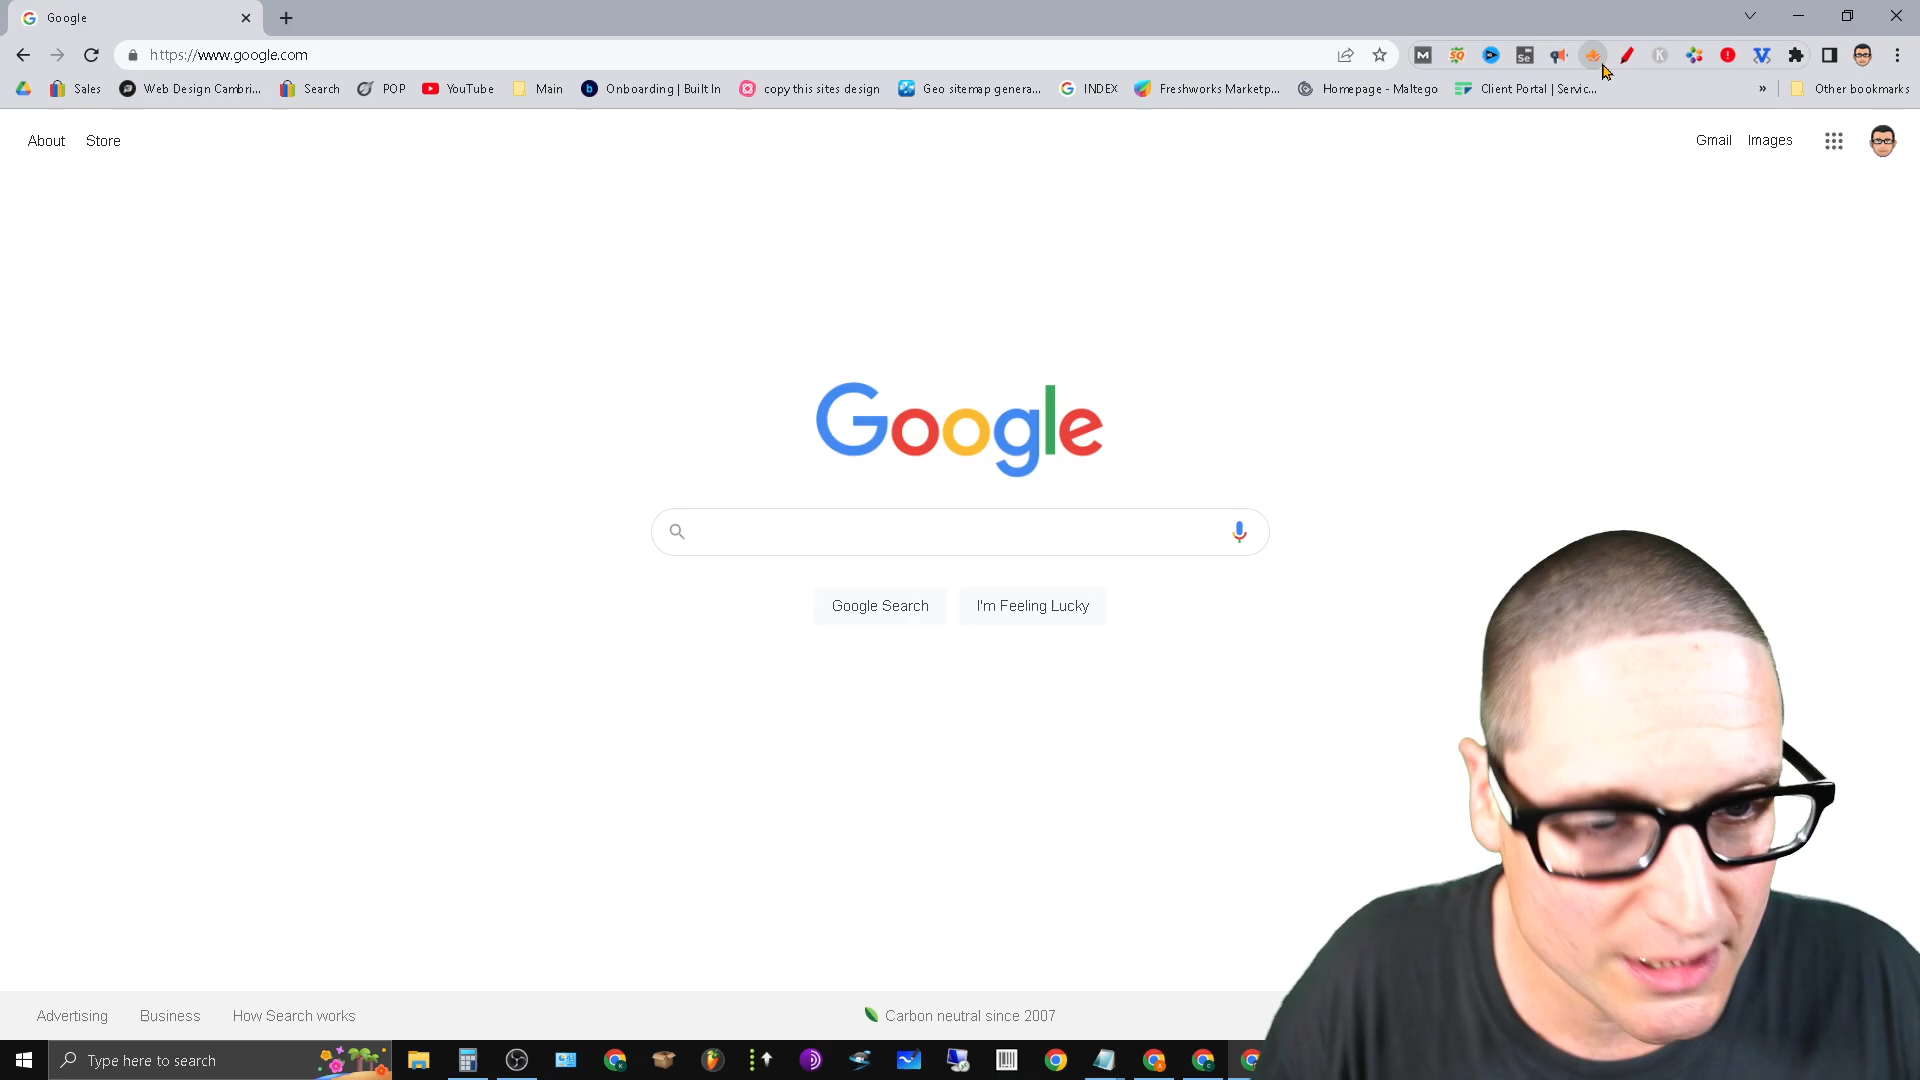 Google
https://www.google.com
Sales
Web Design Cambri...
Search
POP
YouTube
Main
Onboarding | Built In
copy this sites design
Geo sitemap genera...
INDEX
Freshworks Marketp...
Homepage - Maltego
Client Portal | Servic...
»
Other bookmarks
About
Store
Gmail
Images
Google
Google Search
I'm Feeling Lucky
Advertising
Business
How Search works
Carbon neutral since 2007
Type here to search